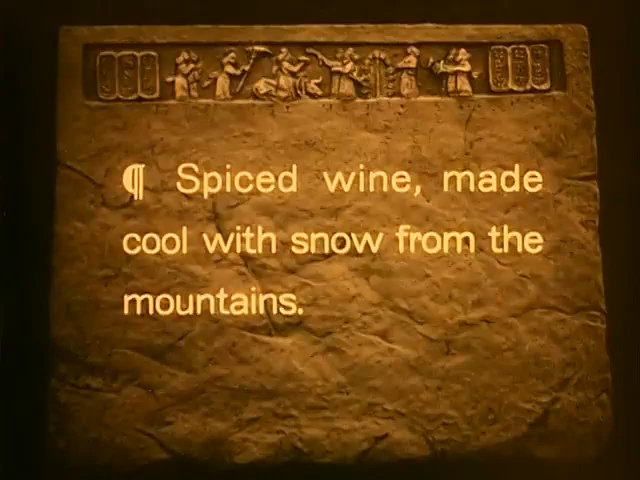 ¶ Spiced wine, made
cool with snow from the
mountains.